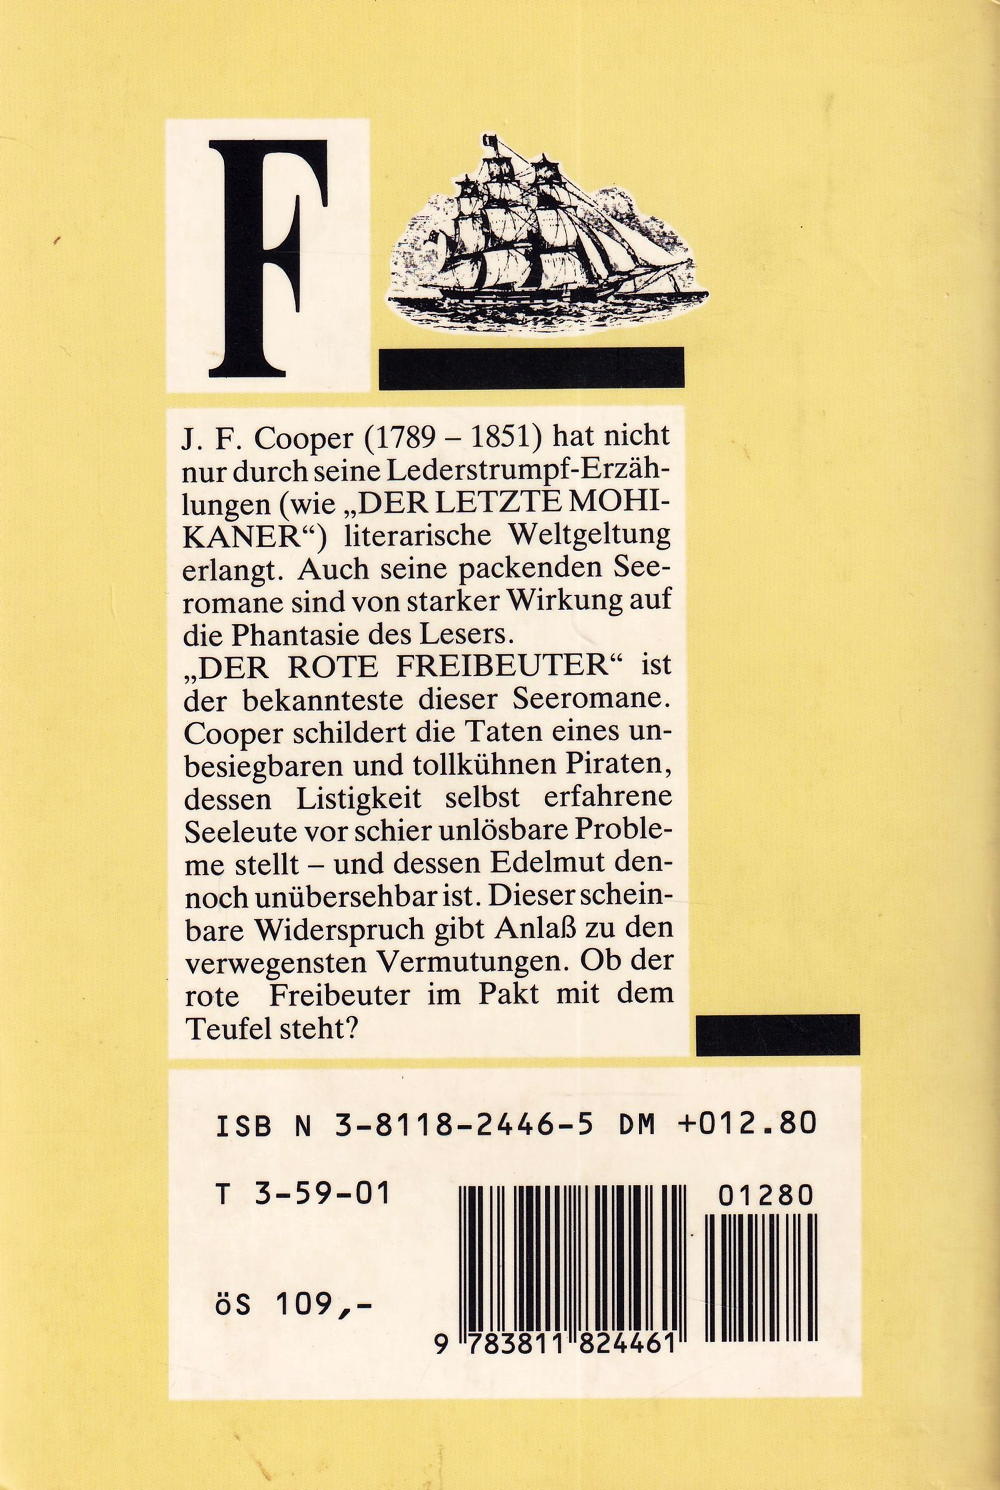 F
J. F. Cooper (1789 – 1851) hat nicht
nur durch seine Lederstrumpf-Erzäh-
lungen (wie „DER LETZTE MOHI-
KANER“) literarische Weltgeltung
erlangt. Auch seine packenden See-
romane sind von starker Wirkung auf
die Phantasie des Lesers.
„DER ROTE FREIBEUTER“ ist
der bekannteste dieser Seeromane.
Cooper schildert die Taten eines un-
besiegbaren und tollkühnen Piraten,
dessen Listigkeit selbst erfahrene
Seeleute vor schier unlösbare Proble-
me stellt – und dessen Edelmut den-
noch unübersehbar ist. Dieser schein-
bare Widerspruch gibt Anlaß zu den
verwegensten Vermutungen. Ob der
rote Freibeuter im Pakt mit dem
Teufel steht?
ISB N 3-8118-2446-5 DM +012.80
T 3-59-01
01280
öS 109,-
9 783811 824461